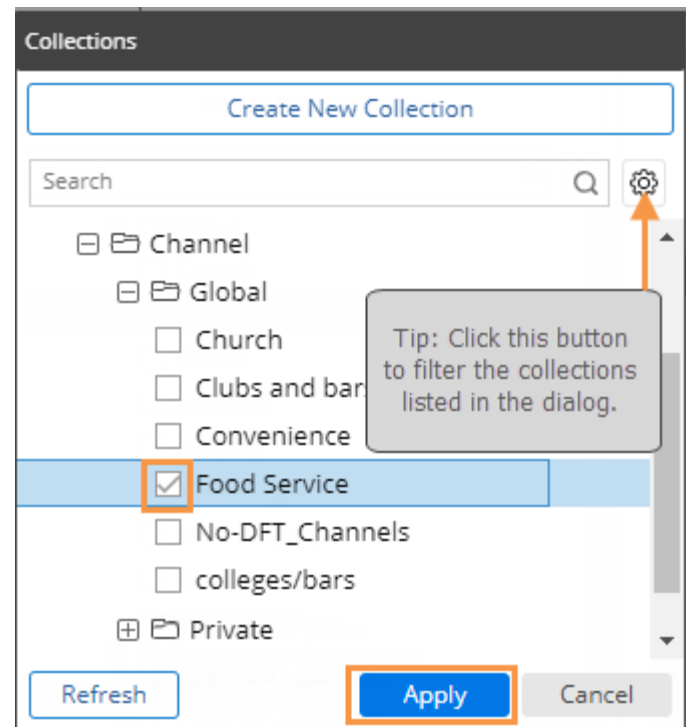 Collections
Create New Collection
Search
Channel
Global
Church
Clubs and bar
Convenience
Food Service
No-DFT_Channels
colleges/bars
Private
Tip: Click this button
to filter the collections
listed in the dialog.
Refresh
Apply
Cancel